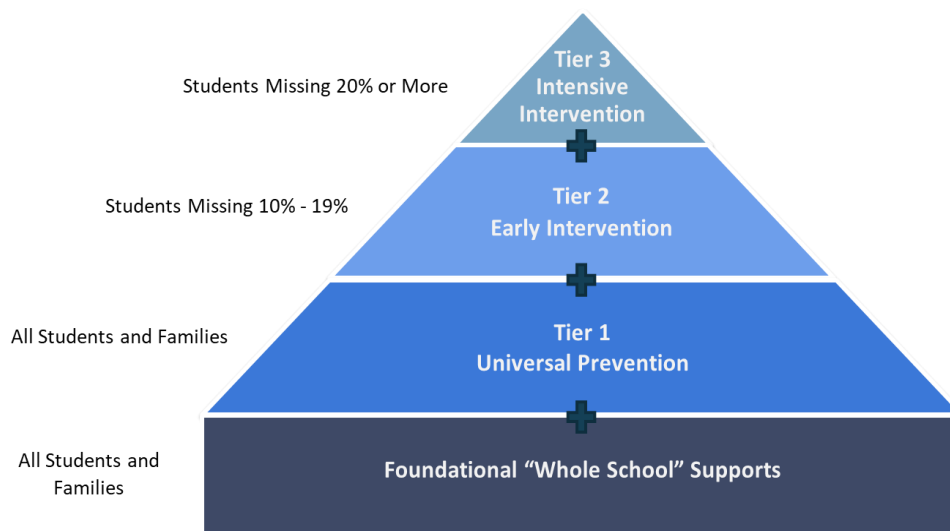 Students Missing 20% or More
Tier 3
Intensive
Intervention
Students Missing 10% - 19%
Tier 2
Early Intervention
All Students and Families
Tier 1
Universal Prevention
All Students and
Families
Foundational “Whole School” Supports